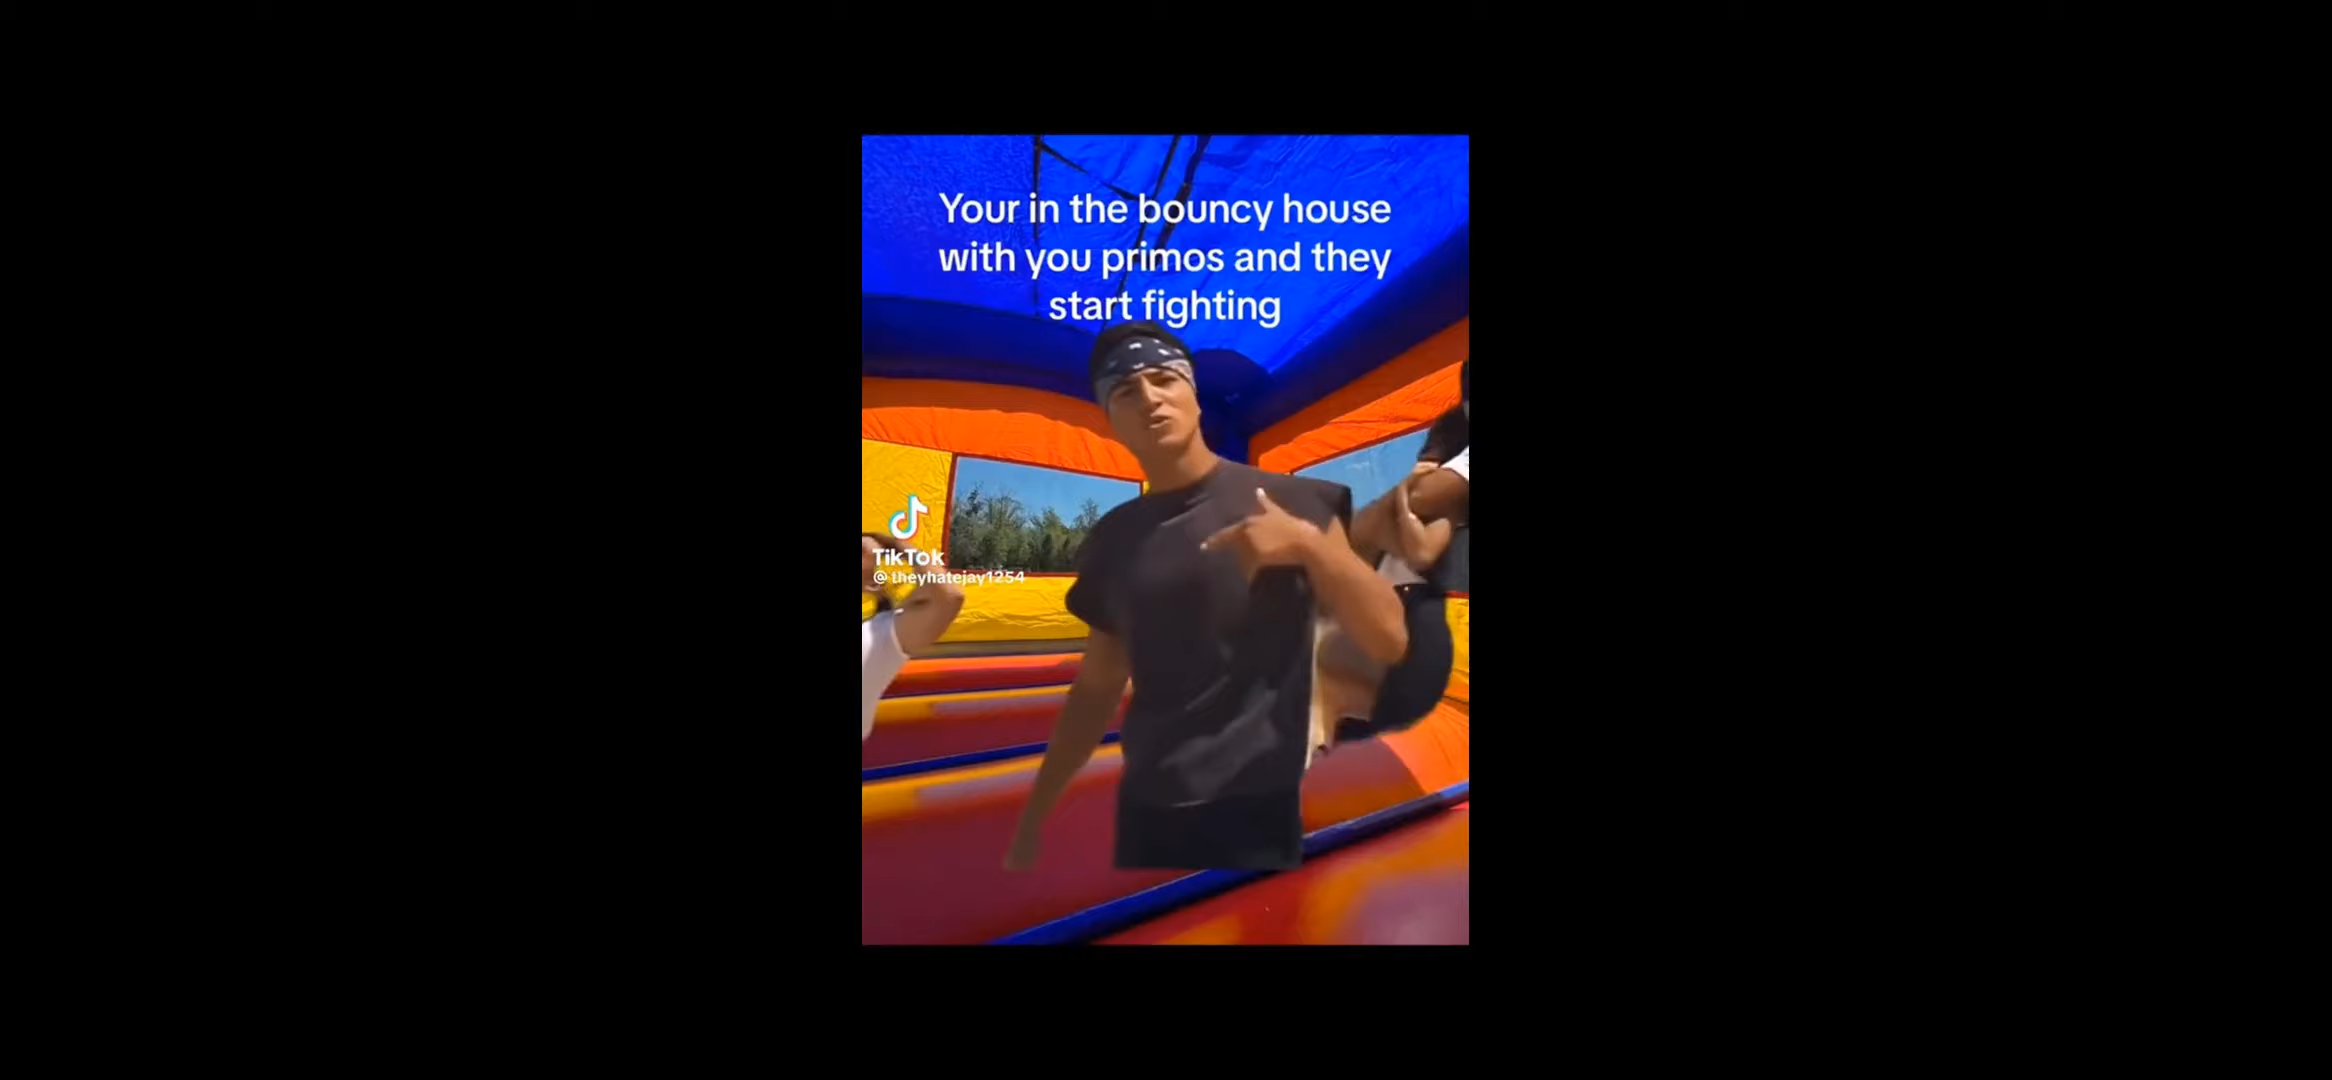 Your in the bouncy house
with you primos and they
start fighting
TikTok
@theyhatejay1254